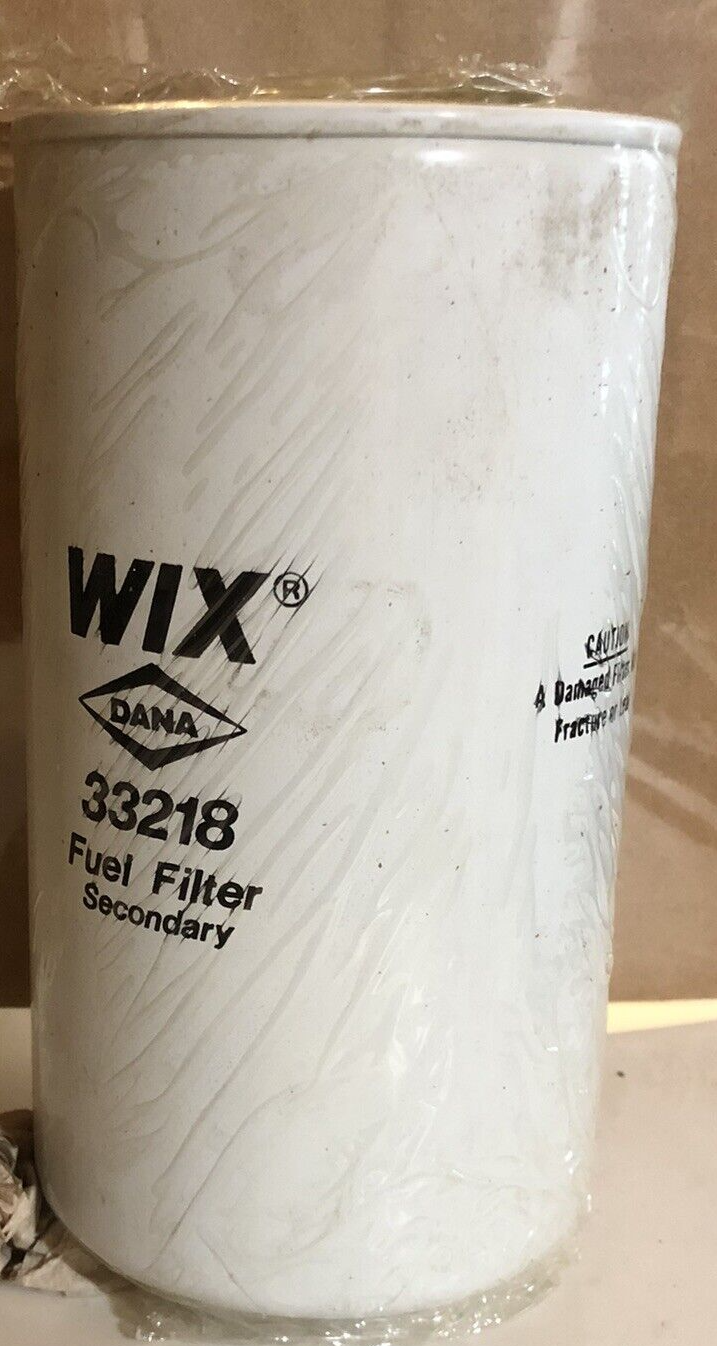 WIX®
DANA
33218
Fuel Filter
Secondary
CAUTION
A Damaged Filter
Fracture or